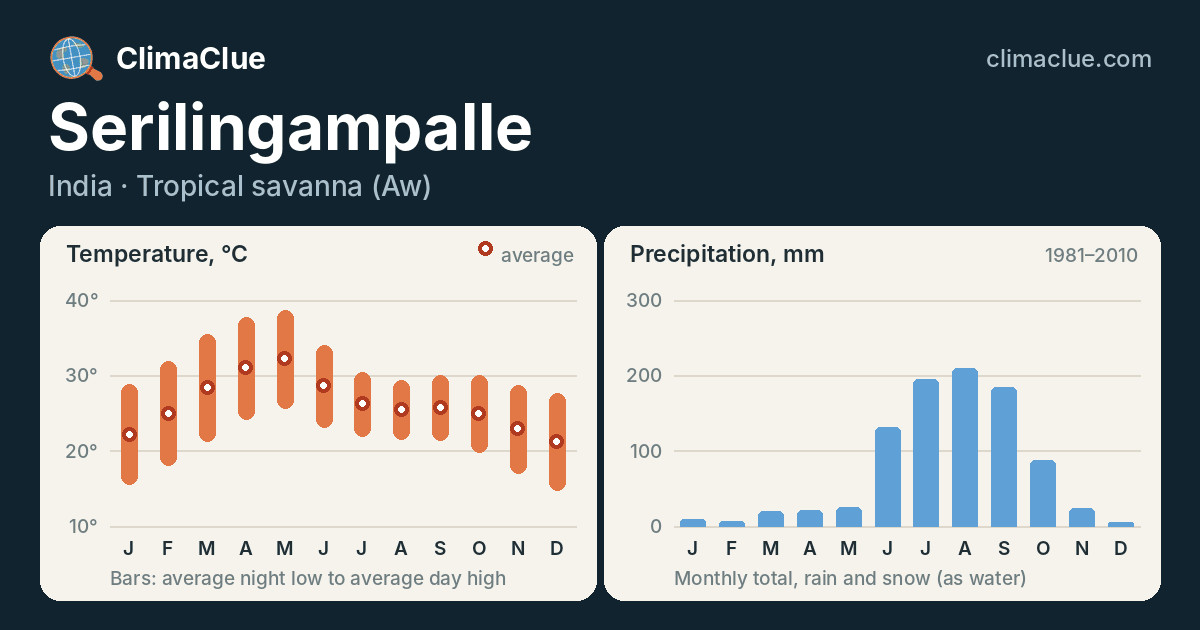 ClimaClue
climaclue.com
Serilingampalle
India · Tropical savanna (Aw)
Temperature, °C
average
40°
30°
20°
10°
J F M A M J J A S O N D
Bars: average night low to average day high
Precipitation, mm
1981–2010
300
200
100
0
J F M A M J J A S O N D
Monthly total, rain and snow (as water)